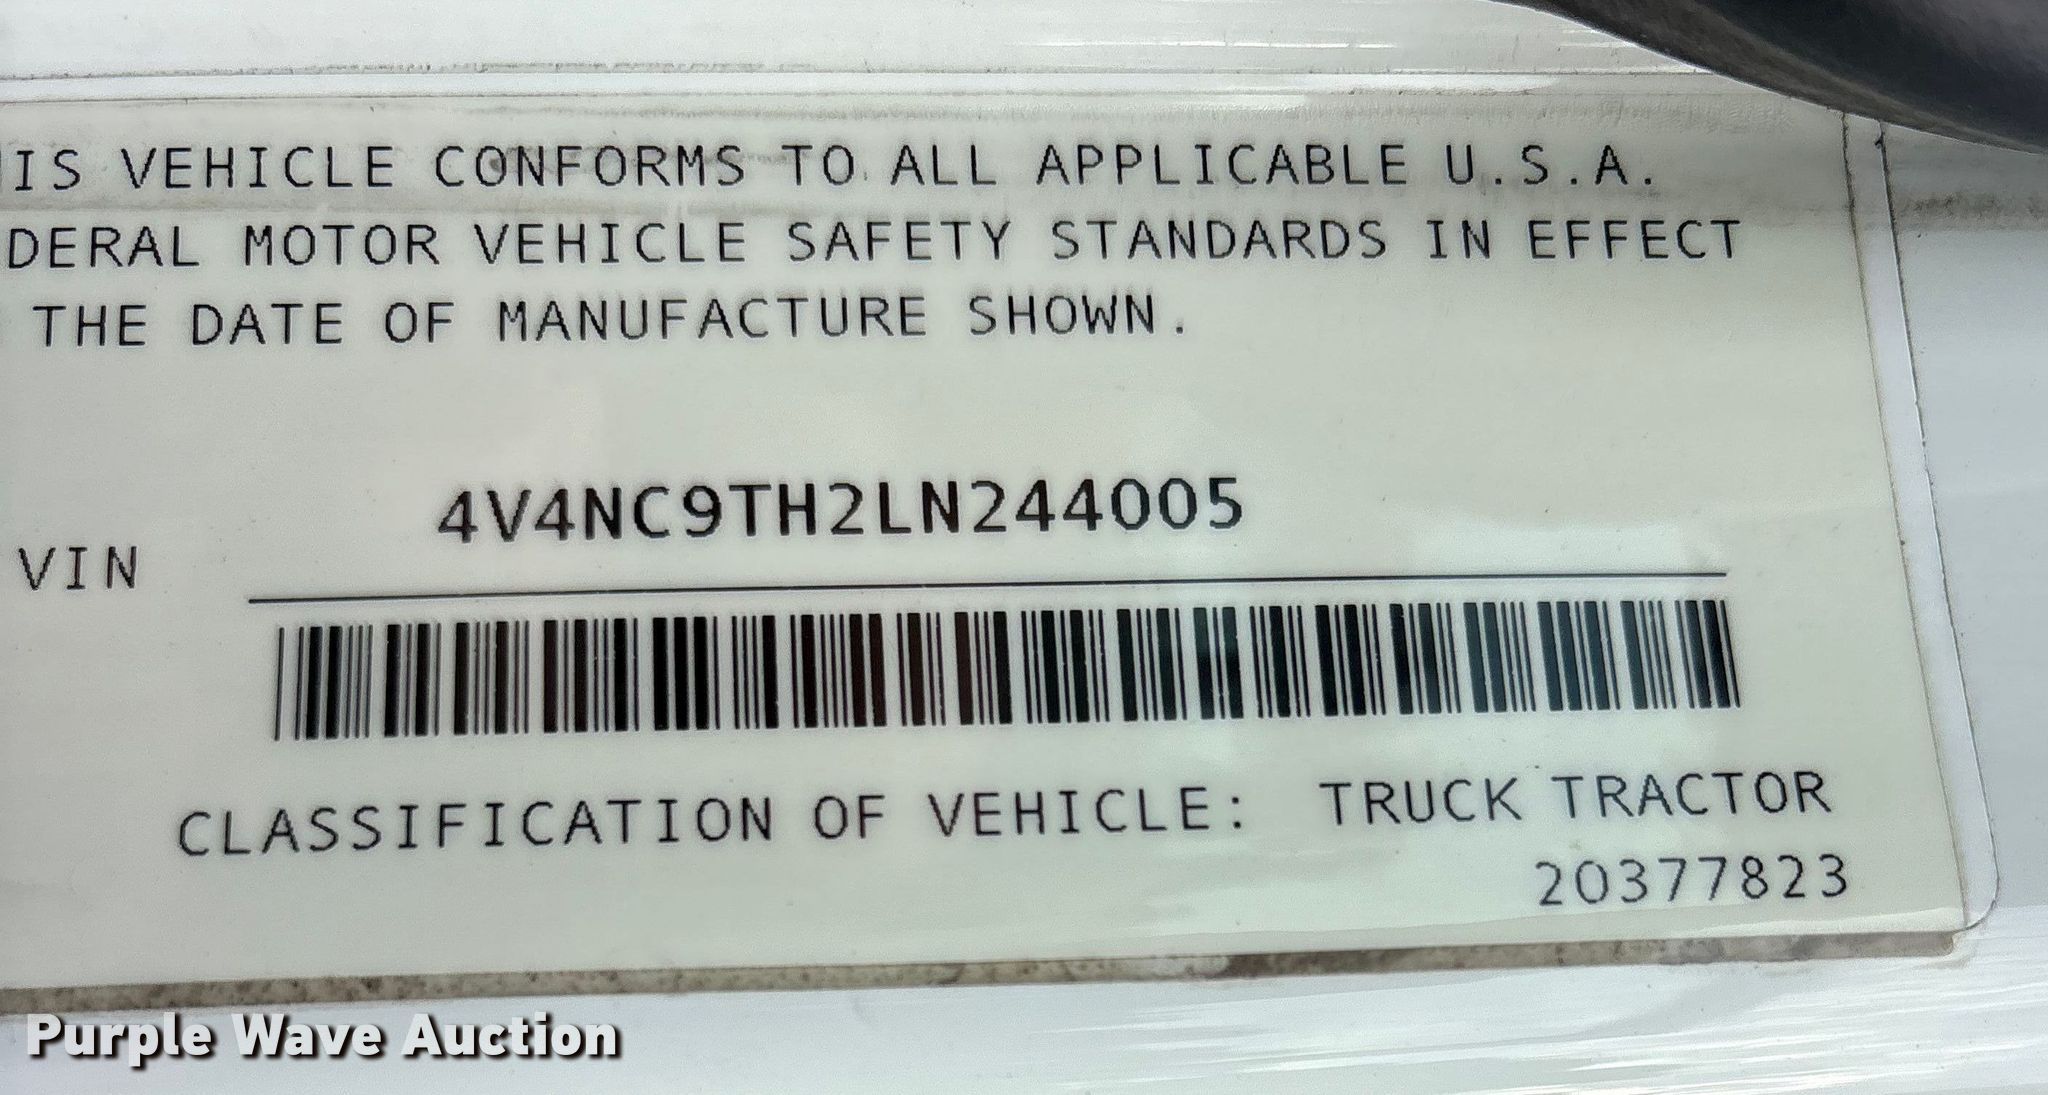 IS VEHICLE CONFORMS TO ALL APPLICABLE U.S.A.
DERAL MOTOR VEHICLE SAFETY STANDARDS IN EFFECT
THE DATE OF MANUFACTURE SHOWN.
4V4NC9TH2LN244005
VIN
CLASSIFICATION OF VEHICLE: TRUCK TRACTOR
20377823
Purple Wave Auction